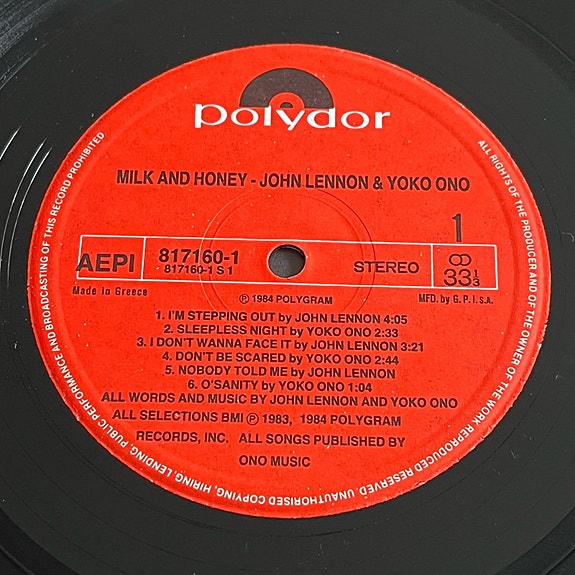 polydor
MILK AND HONEY - JOHN LENNON & YOKO ONO
1
AEPI
817160-1
817160-1 S 1
STEREO
33 1/3
Made in Greece
℗ 1984 POLYGRAM
MFD. by G. P. I. S.A.
1. I'M STEPPING OUT by JOHN LENNON 4:05
2. SLEEPLESS NIGHT by YOKO ONO 2:33
3. I DON'T WANNA FACE IT by JOHN LENNON 3:21
4. DON'T BE SCARED by YOKO ONO 2:44
5. NOBODY TOLD ME by JOHN LENNON
6. O'SANITY by YOKO ONO 1:04
ALL WORDS AND MUSIC BY JOHN LENNON AND YOKO ONO
ALL SELECTIONS BMI ℗ 1983, 1984 POLYGRAM
RECORDS, INC. ALL SONGS PUBLISHED BY
ONO MUSIC
ALL RIGHTS OF THE PRODUCER AND OF THE OWNER OF THE WORK REPRODUCED RESERVED. UNAUTHORISED COPYING, HIRING, LENDING, PUBLIC PERFORMANCE AND BROADCASTING OF THIS RECORD PROHIBITED